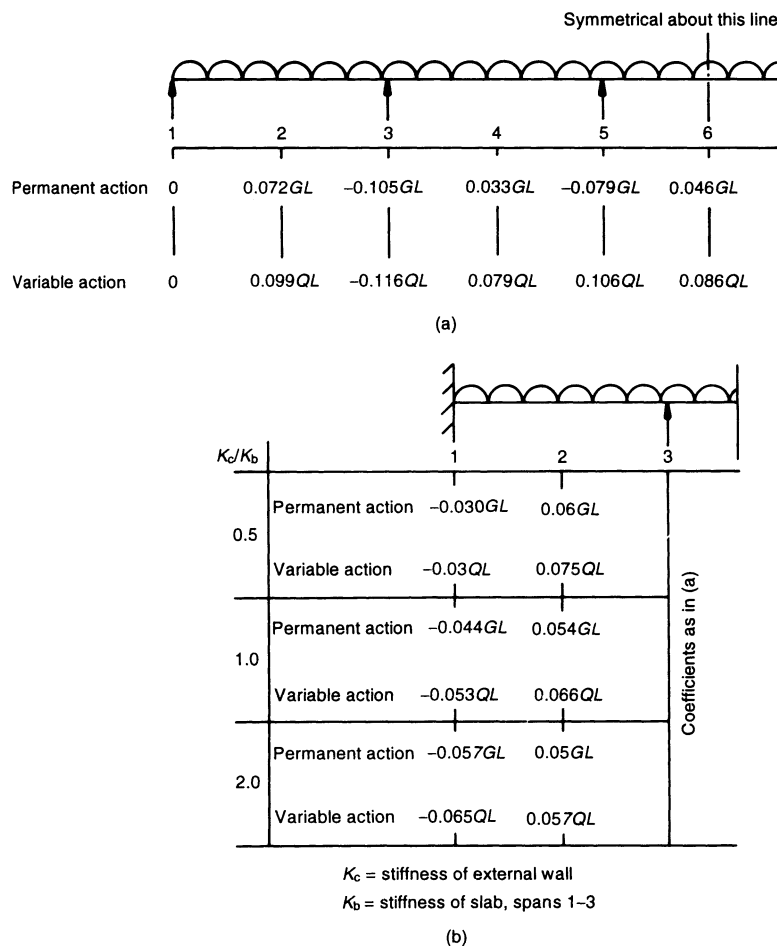 Symmetrical about this line
1 2 3 4 5 6
Permanent action 0 0.072GL −0.105GL 0.033GL −0.079GL 0.046GL
Variable action 0 0.099QL −0.116QL 0.079QL 0.106QL 0.086QL
(a)
Kc/Kb 1 2 3
Permanent action −0.030GL 0.06GL
0.5
Variable action −0.03QL 0.075QL
Permanent action −0.044GL 0.054GL
1.0
Variable action −0.053QL 0.066QL
Permanent action −0.057GL 0.05GL
2.0
Variable action −0.065QL 0.057QL
Coefficients as in (a)
Kc = stiffness of external wall
Kb = stiffness of slab, spans 1–3
(b)